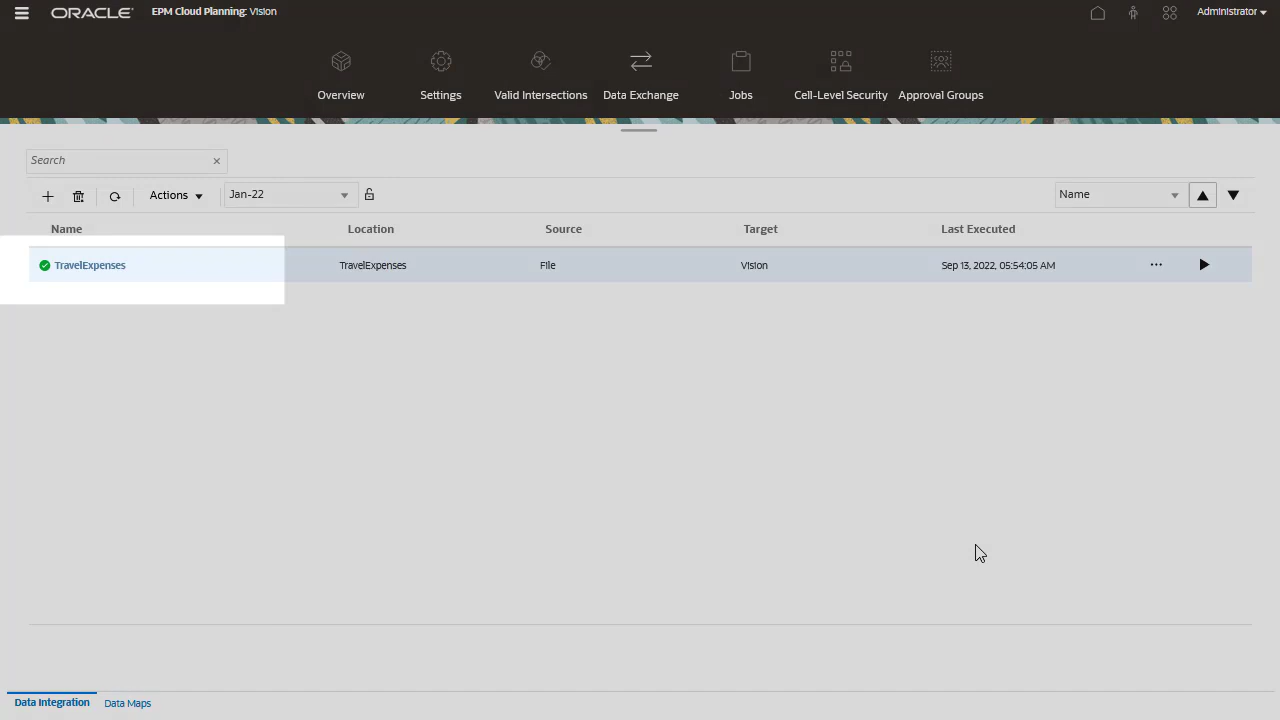 ORACLE EPM Cloud Planning: Vision Administrator
Overview Settings Valid Intersections Data Exchange Jobs Cell-Level Security Approval Groups
Search
Actions Jan-22 Name
Name Location Source Target Last Executed
TravelExpenses TravelExpenses File Vision Sep 13, 2022, 05:54:05 AM
Data Integration Data Maps